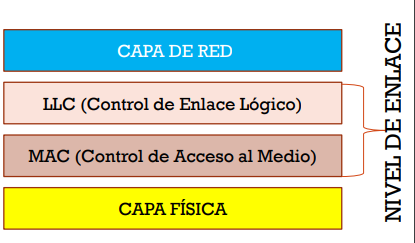 CAPA DE RED
LLC (Control de Enlace Lógico)
MAC (Control de Acceso al Medio)
CAPA FÍSICA
NIVEL DE ENLACE